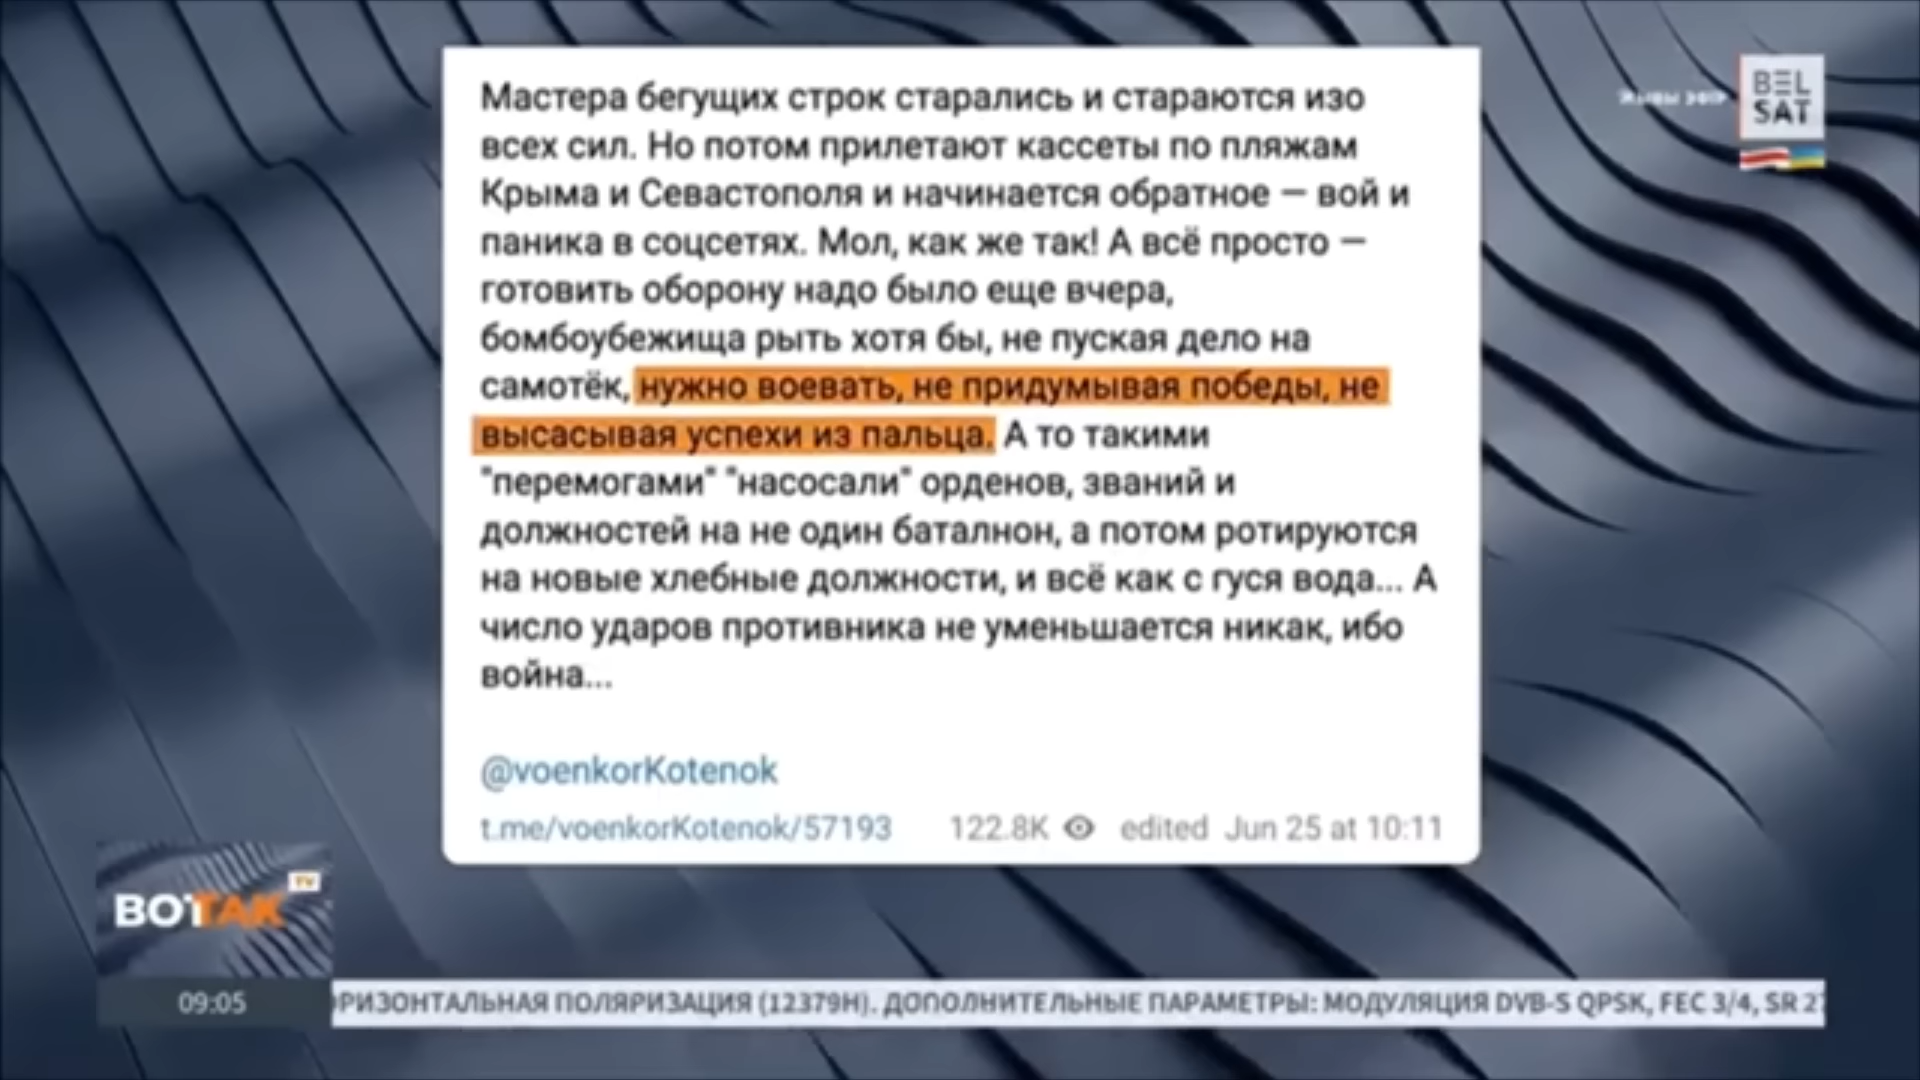 Мастера бегущих строк старались и стараются изо
всех сил. Но потом прилетают кассеты по пляжам
Крыма и Севастополя и начинается обратное — вой и
паника в соцсетях. Мол, как же так! А всё просто —
готовить оборону надо было еще вчера,
бомбоубежища рыть хотя бы, не пуская дело на
самотёк, нужно воевать, не придумывая победы, не
высасывая успехи из пальца. А то такими
"перемогами" "насосали" орденов, званий и
должностей на не один баталнон, а потом ротируются
на новые хлебные должности, и всё как с гуся вода... А
число ударов противника не уменьшается никак, ибо
война...
@voenkorKotenok
t.me/voenkorKotenok/57193 122.8K edited Jun 25 at 10:11
BEL
SAT
ВОТ ТАК TV
09:05
ОРИЗОНТАЛЬНАЯ ПОЛЯРИЗАЦИЯ (12379H). ДОПОЛНИТЕЛЬНЫЕ ПАРАМЕТРЫ: МОДУЛЯЦИЯ DVB-S QPSK, FEC 3/4, SR 27